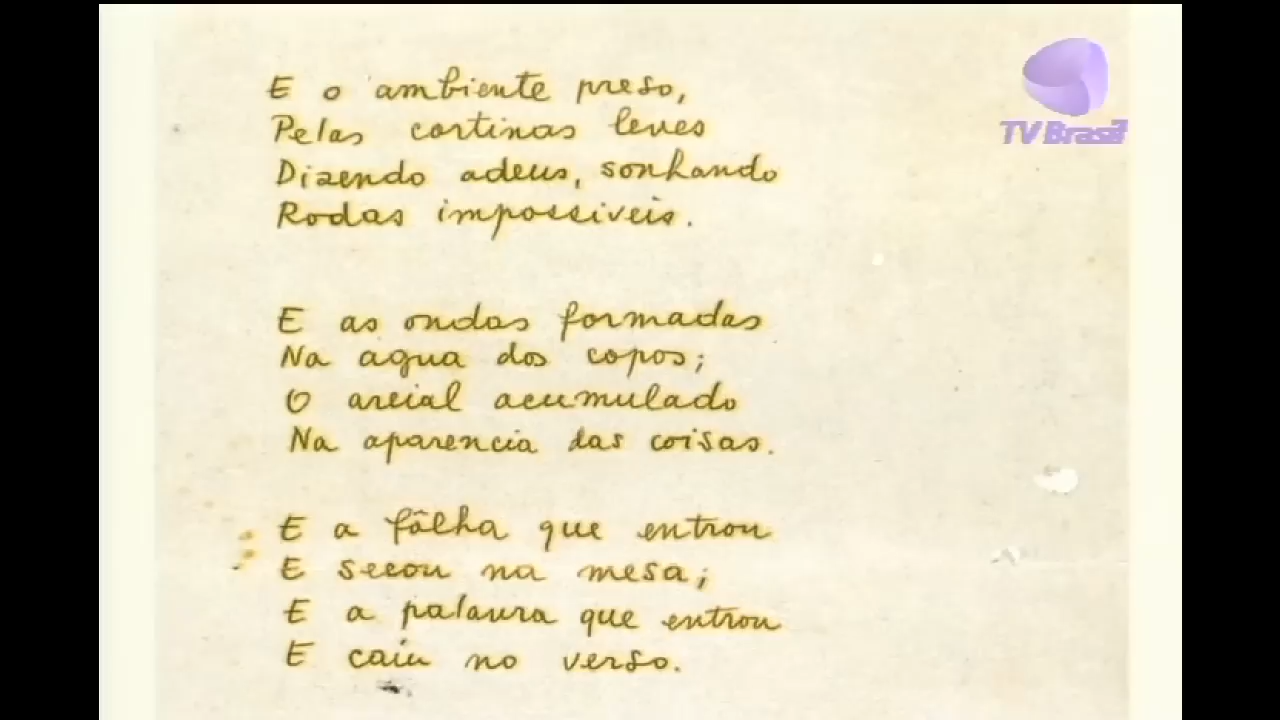 E o ambiente preso,
Pelas cortinas leves
Dizendo adeus, sonhando
Rodas impossiveis.
E as ondas formadas
Na agua dos copos;
O areial acumulado
Na aparencia das coisas.
E a fôlha que entrou
E secou na mesa;
E a palavra que entrou
E caiu no verso.
TV Brasil